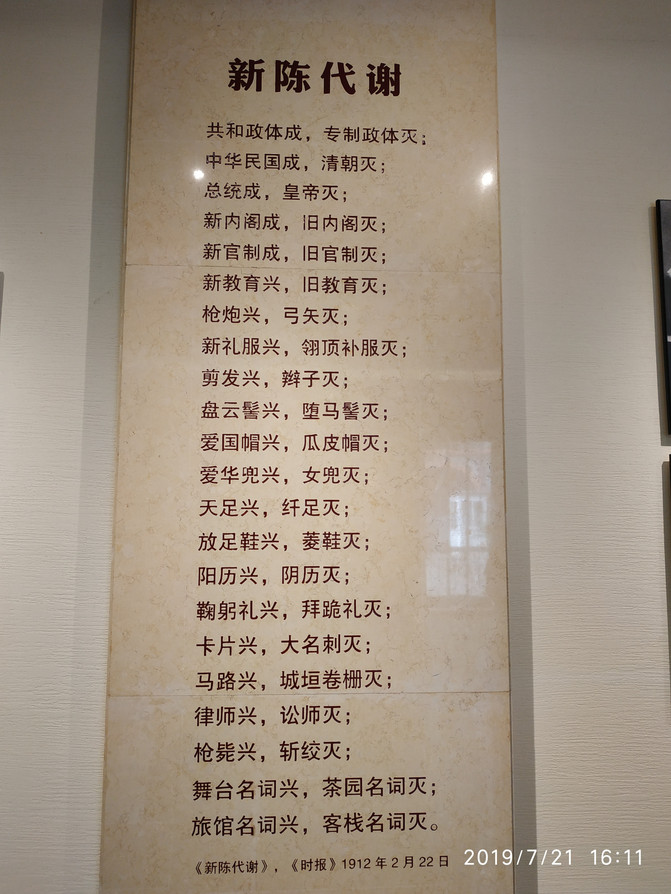 新陈代谢
共和政体成，专制政体灭；
中华民国成，清朝灭；
总统成，皇帝灭；
新内阁成，旧内阁灭；
新官制成，旧官制灭；
新教育兴，旧教育灭；
枪炮兴，弓矢灭；
新礼服兴，翎顶补服灭；
剪发兴，辫子灭；
盘云髻兴，堕马髻灭；
爱国帽兴，瓜皮帽灭；
爱华兜兴，女兜灭；
天足兴，纤足灭；
放足鞋兴，菱鞋灭；
阳历兴，阴历灭；
鞠躬礼兴，拜跪礼灭；
卡片兴，大名刺灭；
马路兴，城垣卷栅灭；
律师兴，讼师灭；
枪毙兴，斩绞灭；
舞台名词兴，茶园名词灭；
旅馆名词兴，客栈名词灭。
《新陈代谢》，《时报》1912年2月22日
2019/7/21 16:11